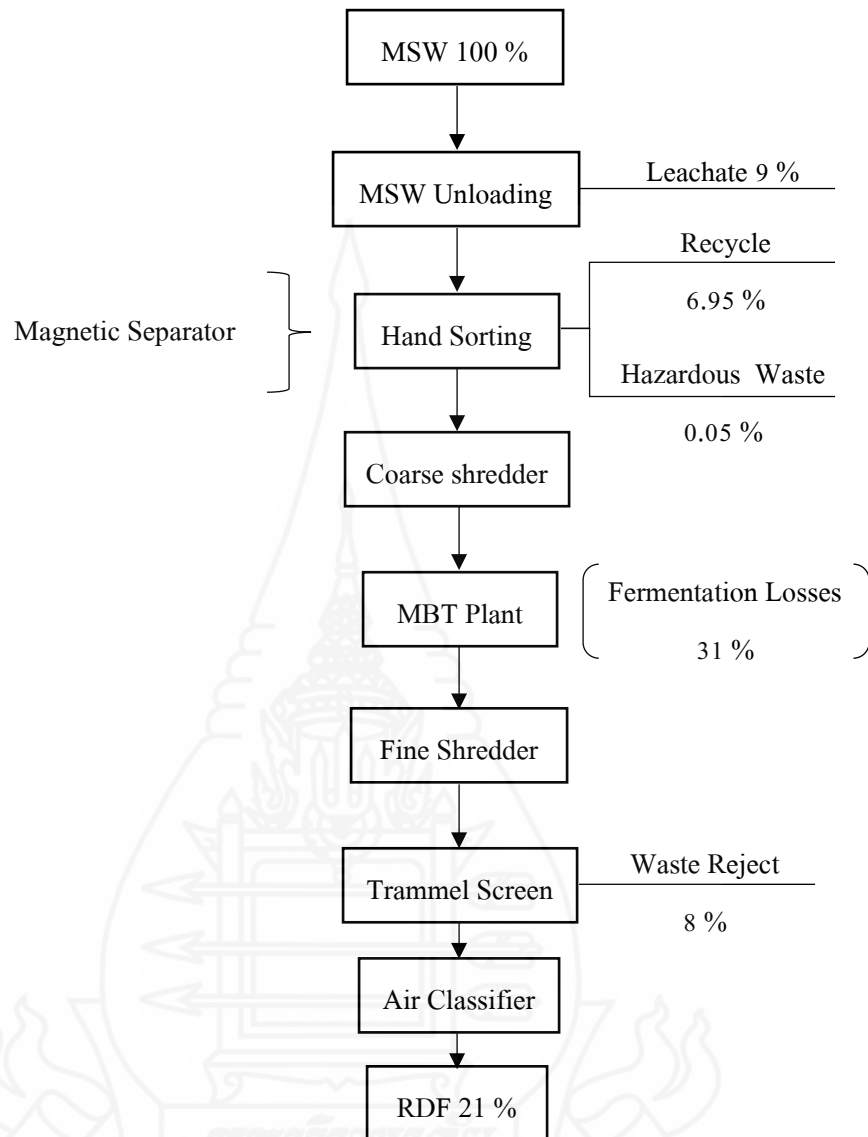 MSW 100 %
MSW Unloading
Leachate 9 %
Recycle
6.95 %
Magnetic Separator
Hand Sorting
Hazardous Waste
0.05 %
Coarse shredder
MBT Plant
Fermentation Losses
31 %
Fine Shredder
Trammel Screen
Waste Reject
8 %
Air Classifier
RDF 21 %